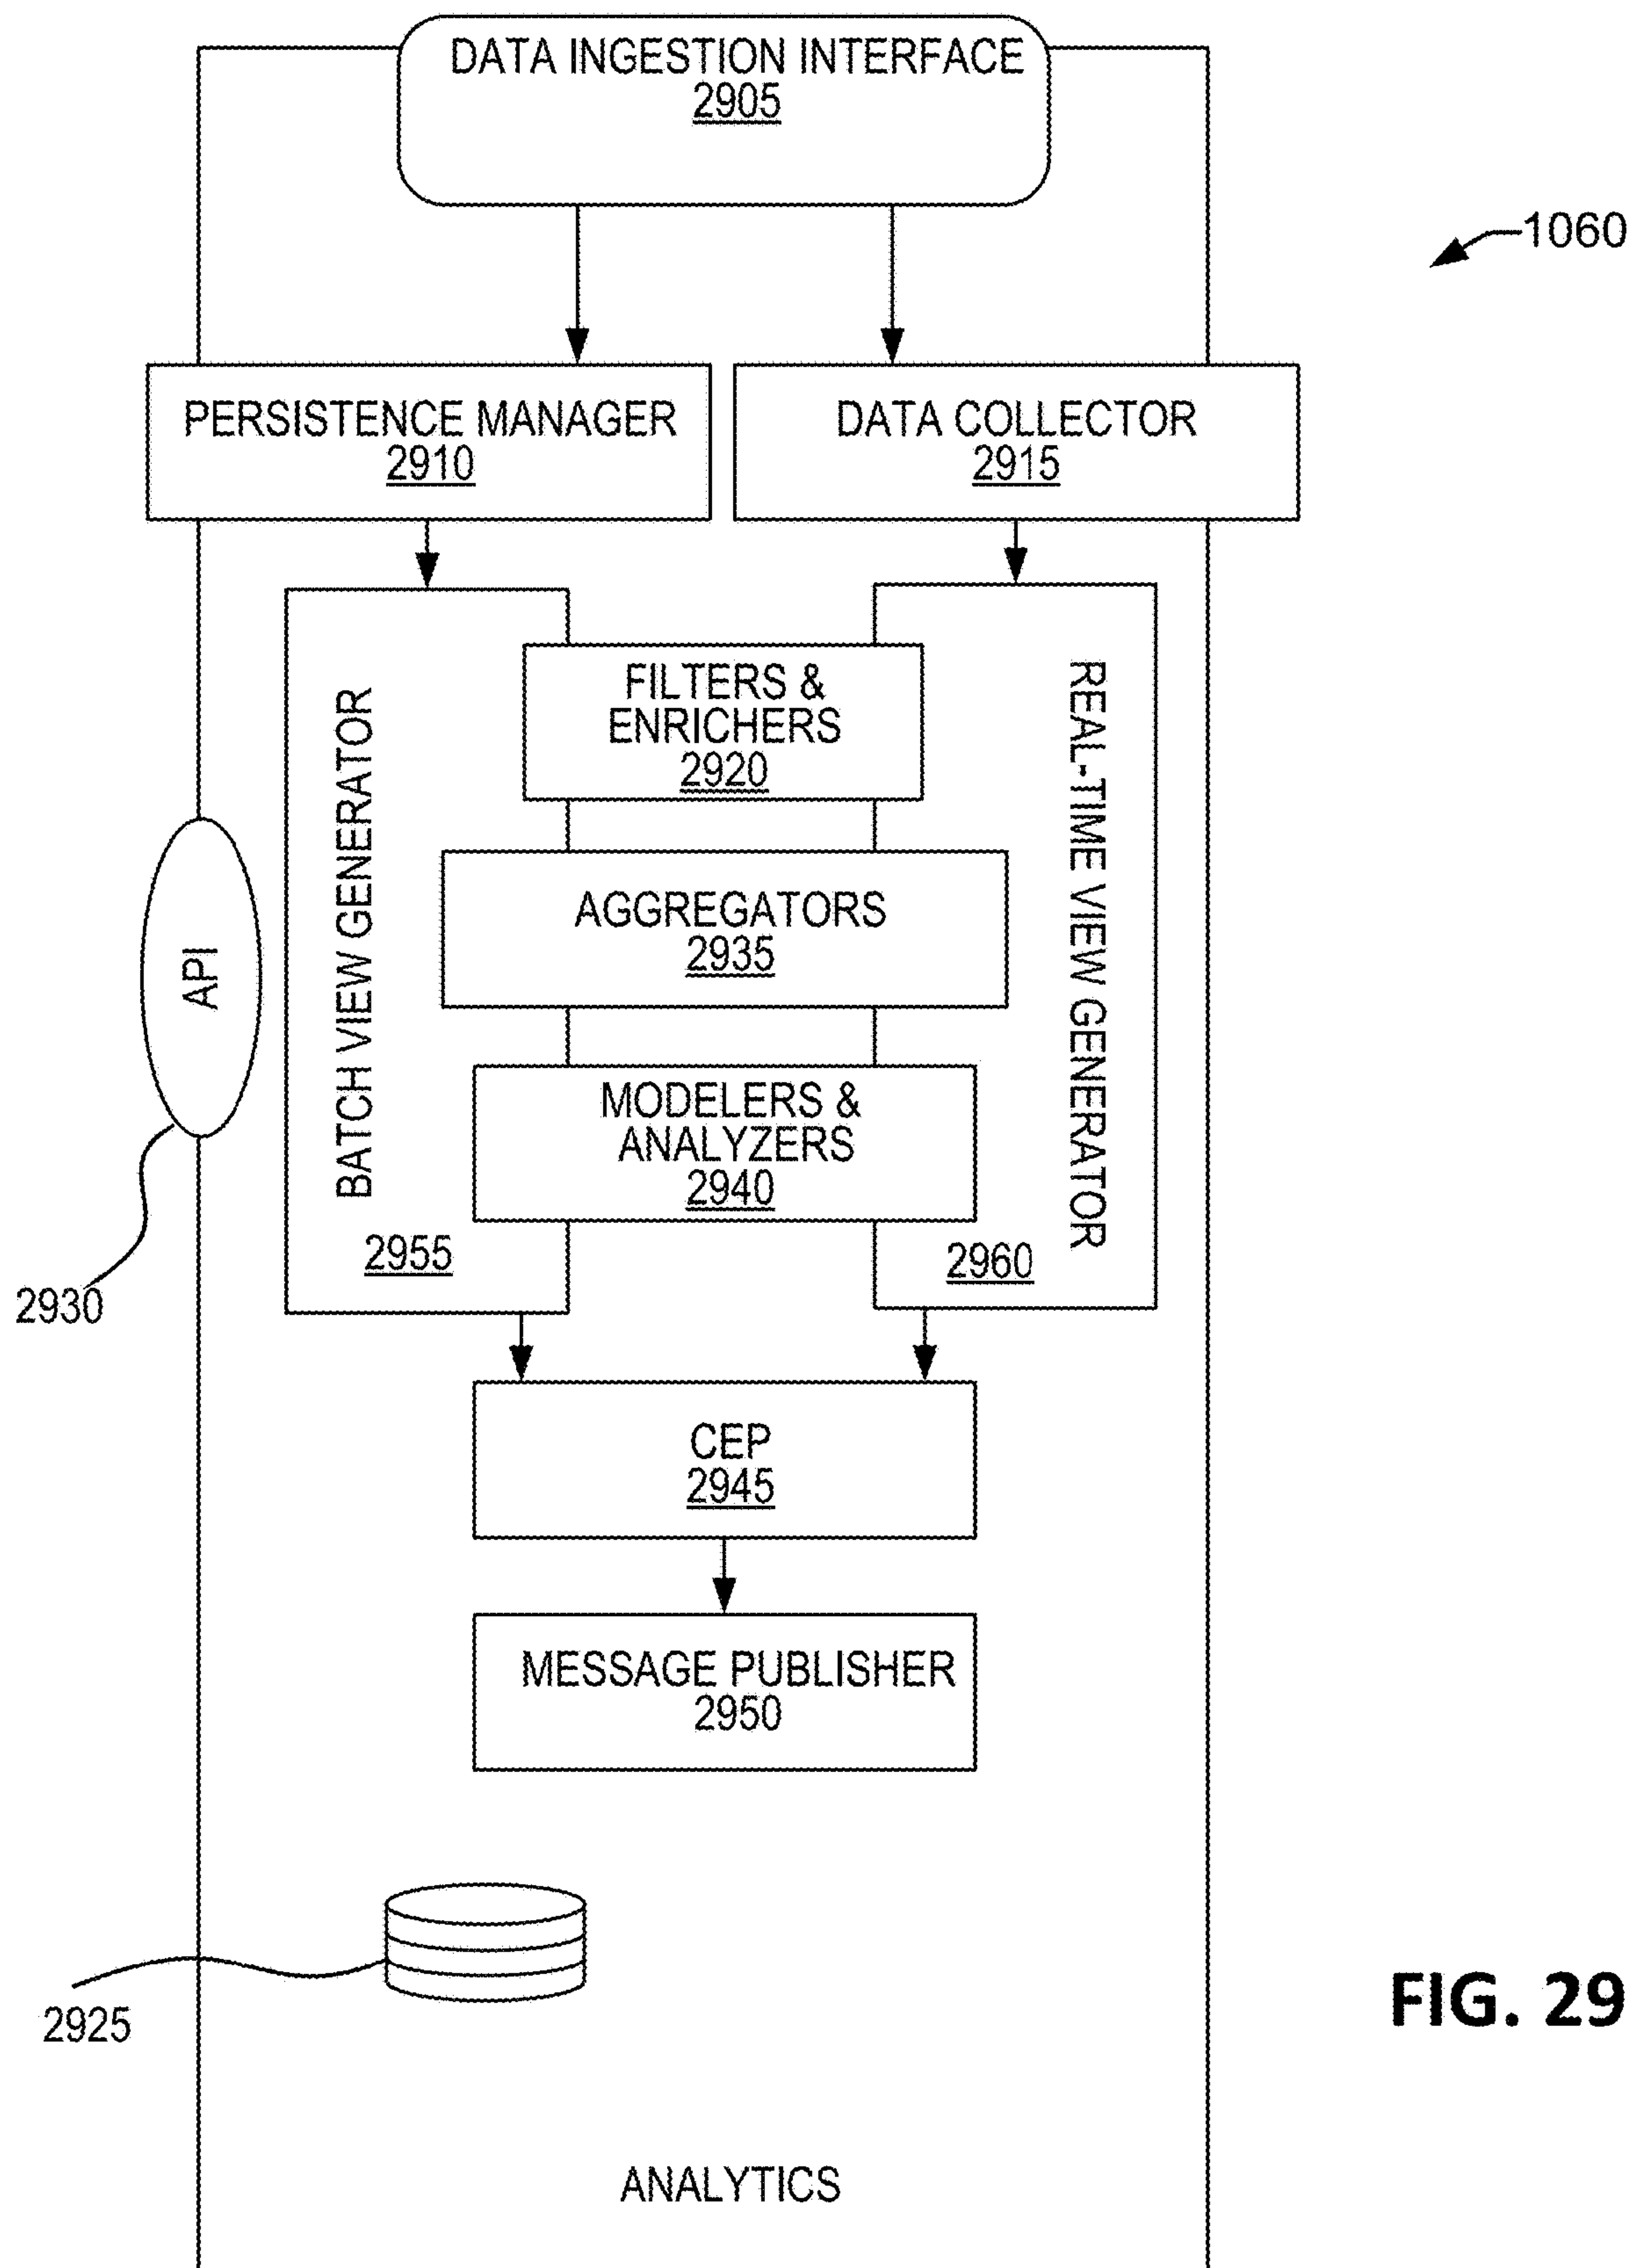 DATA INGESTION INTERFACE
2905
1060
PERSISTENCE MANAGER
2910
DATA COLLECTOR
2915
BATCH VIEW GENERATOR
2955
FILTERS &
ENRICHERS
2920
AGGREGATORS
2935
MODELERS &
ANALYZERS
2940
REAL-TIME VIEW GENERATOR
2960
API
2930
CEP
2945
MESSAGE PUBLISHER
2950
2925
FIG. 29
ANALYTICS